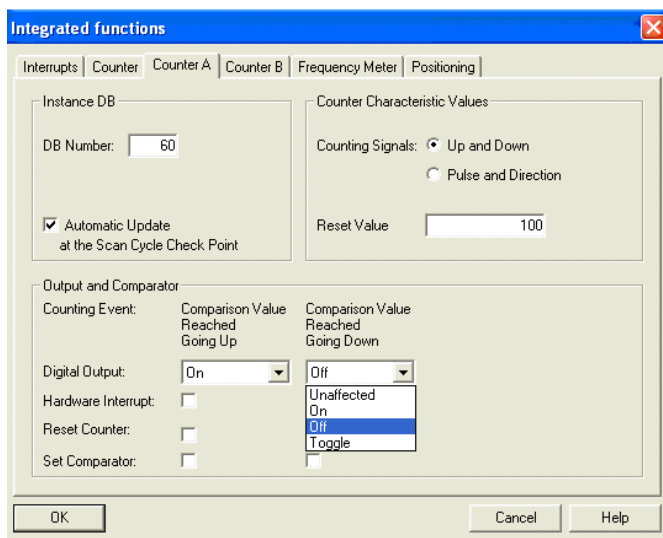 Integrated functions
Interrupts Counter Counter A Counter B Frequency Meter Positioning
Instance DB
DB Number: 60
Automatic Update
at the Scan Cycle Check Point
Counter Characteristic Values
Counting Signals: Up and Down
Pulse and Direction
Reset Value 100
Output and Comparator
Counting Event: Comparison Value Reached Going Up Comparison Value Reached Going Down
Digital Output: On Off
Unaffected
On
Off
Toggle
Hardware Interrupt:
Reset Counter:
Set Comparator:
OK Cancel Help